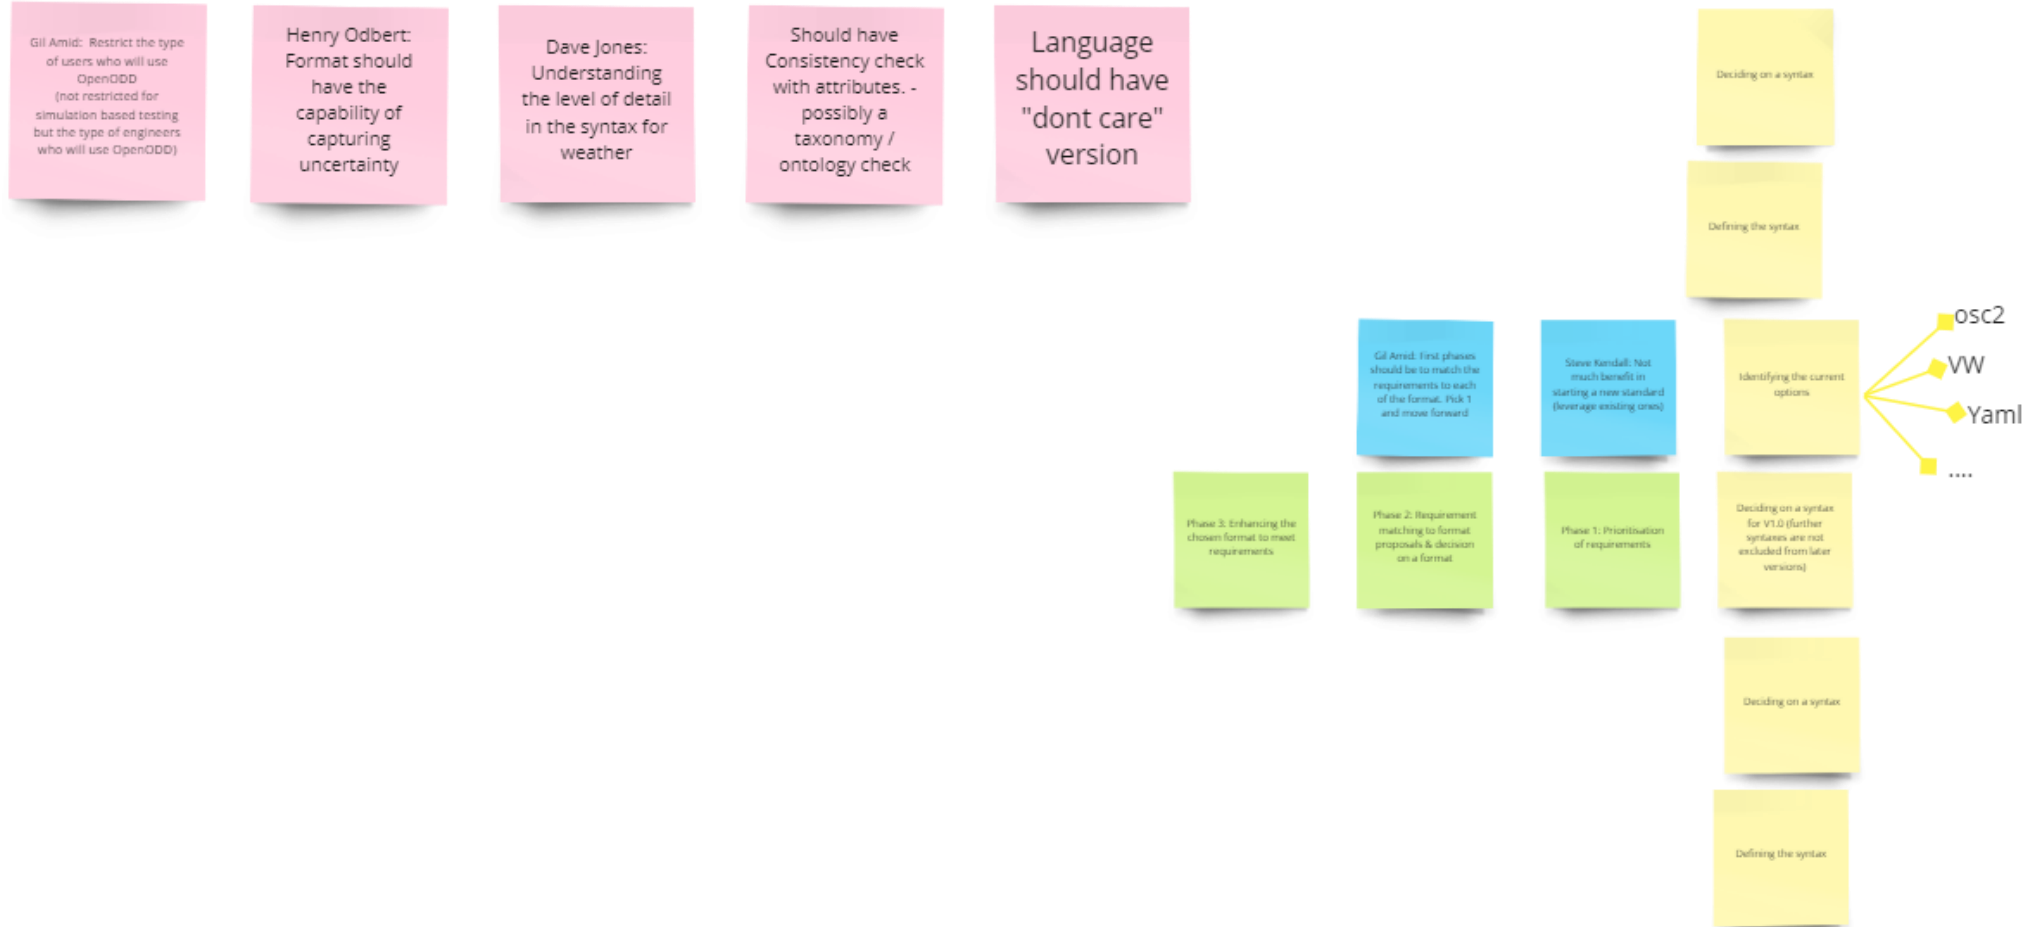 Gil Amid:  Restrict the type
of users who will use
OpenODD
(not restricted for
simulation based testing
but the type of engineers
who will use OpenODD)
Henry Odbert:
Format should
have the
capability of
capturing
uncertainty
Dave Jones:
Understanding
the level of detail
in the syntax for
weather
Should have
Consistency check
with attributes. -
possibly a
taxonomy /
ontology check
Language
should have
"dont care"
version
Deciding on a syntax
Defining the syntax
Gil Amid: First phases
should be to match the
requirements to each
of the format. Pick 1
and move forward
Steve Kendall: Not
much benefit in
starting a new standard
(leverage existing ones)
Identifying the current
options
osc2
VW
Yaml
....
Phase 3: Enhancing the
chosen format to meet
requirements
Phase 2: Requirement
matching to format
proposals & decision
on a format
Phase 1: Prioritisation
of requirements
Deciding on a syntax
for V1.0 (further
syntaxes are not
excluded from later
versions)
Deciding on a syntax
Defining the syntax